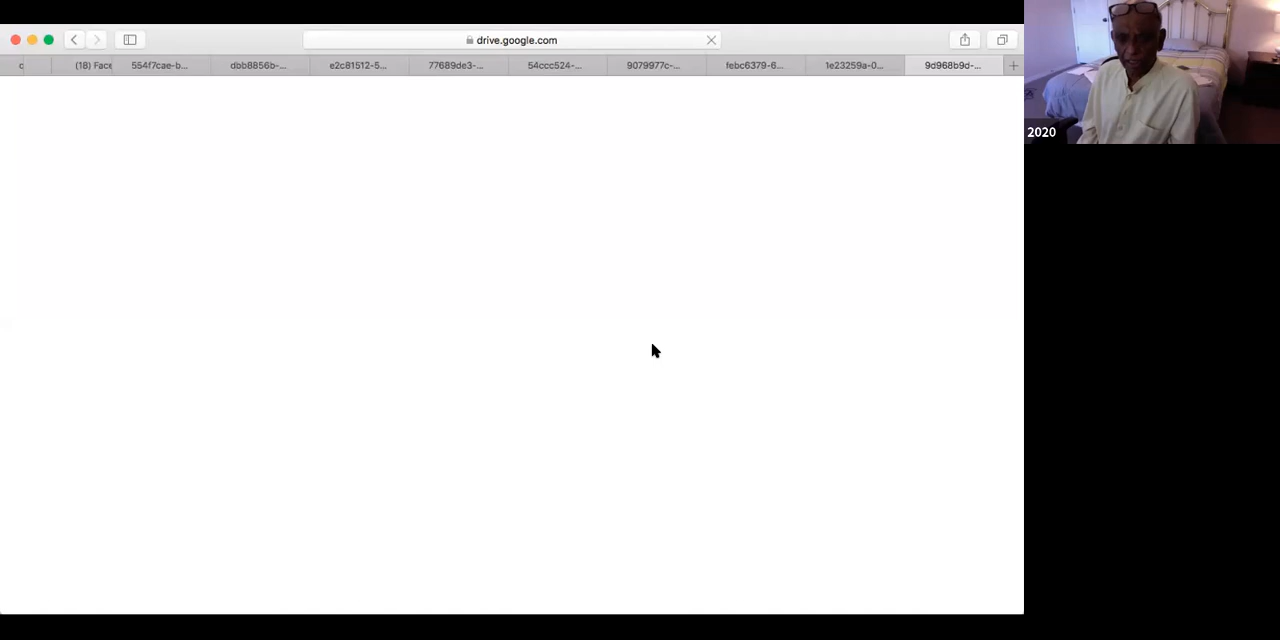 drive.google.com
(18) Face
554f7cae-b...
dbb8856b-...
e2c81512-5...
77689de3-...
54ccc524-...
9079977c-...
febc6379-6...
1e23259a-0...
9d968b9d-...
2020